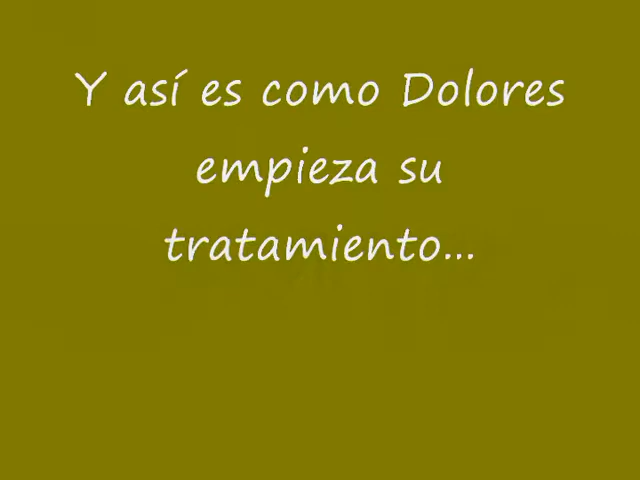 Y así es como Dolores
empieza su
tratamiento...